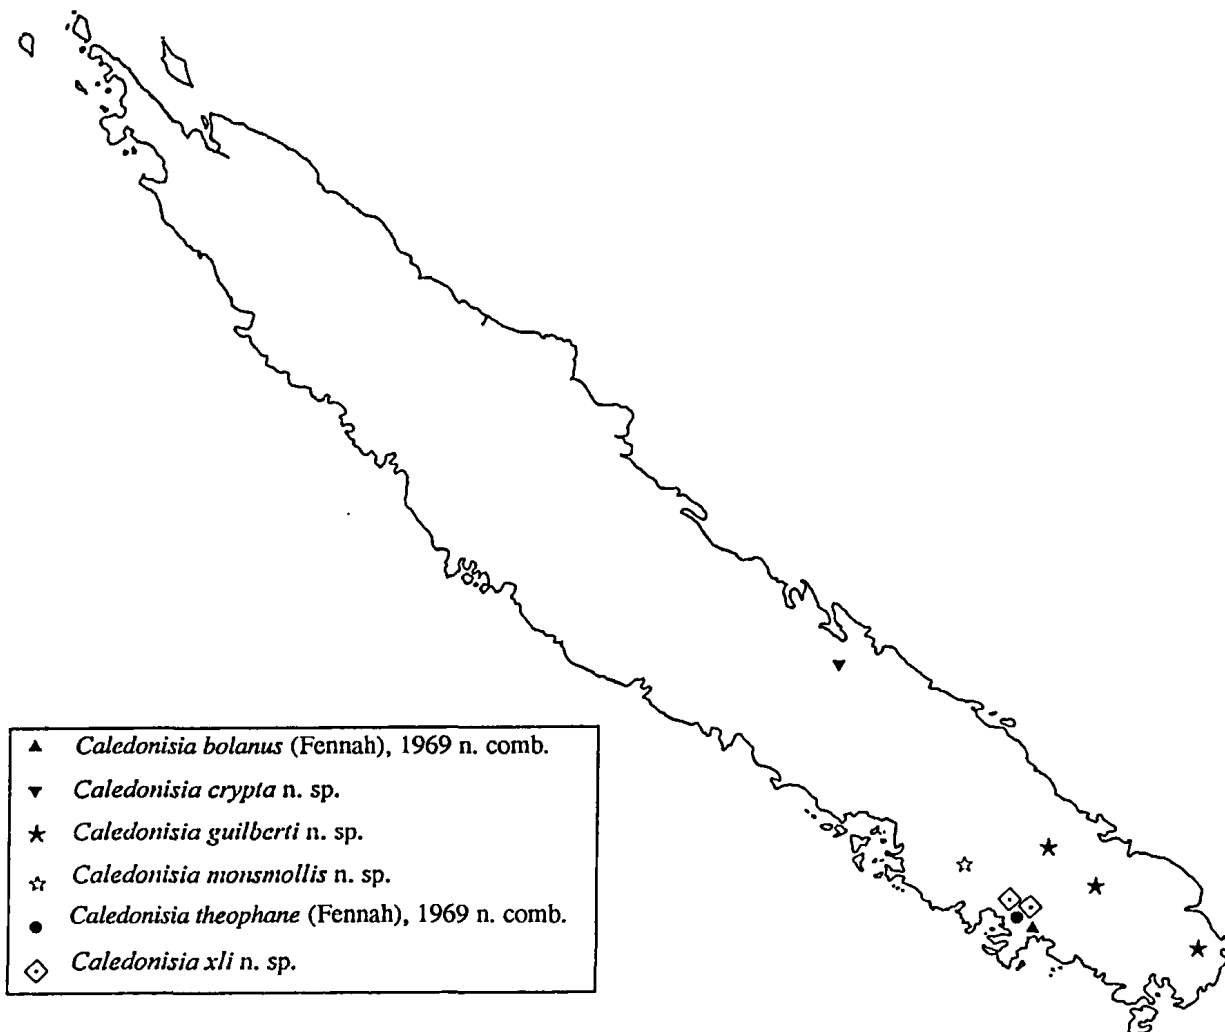 Caledonisia bolanus (Fennah), 1969 n. comb.
Caledonisia crypta n. sp.
Caledonisia guilberti n. sp.
Caledonisia monsmollis n. sp.
Caledonisia theophane (Fennah), 1969 n. comb.
Caledonisia xli n. sp.